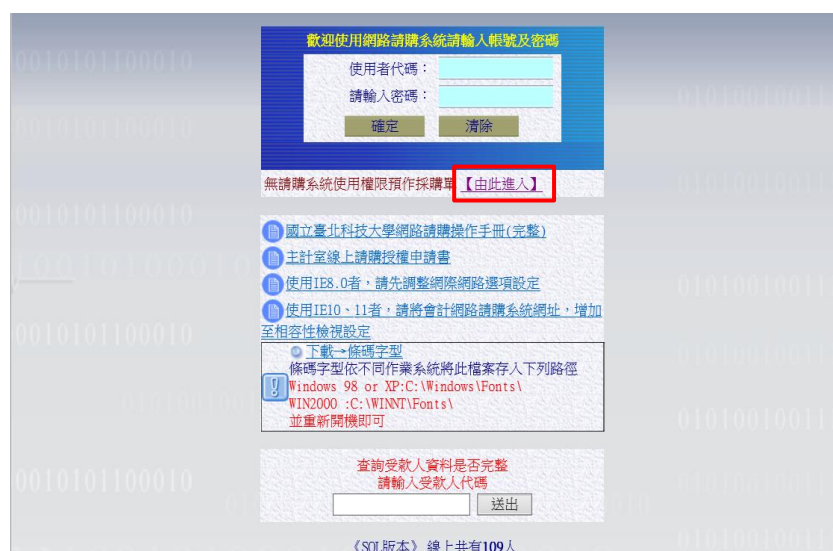 歡迎使用網路請購系統請輸入帳號及密碼
使用者代碼：
請輸入密碼：
確定 清除
無請購系統使用權限預作採購單【由此進入】
國立臺北科技大學網路請購操作手冊(完整)
主計室線上請購授權申請書
使用IE8.0者，請先調整網際網路選項設定
使用IE10、11者，請將會計網路請購系統網址，增加
至相容性檢視設定
下載→條碼字型
條碼字型依不同作業系統將此檔案存入下列路徑
Windows 98 or XP:C:\Windows\Fonts\
WIN2000 :C:\WINNT\Fonts\
並重新開機即可
查詢受款人資料是否完整
請輸入受款人代碼
送出
《SQL版本》 線上共有109人